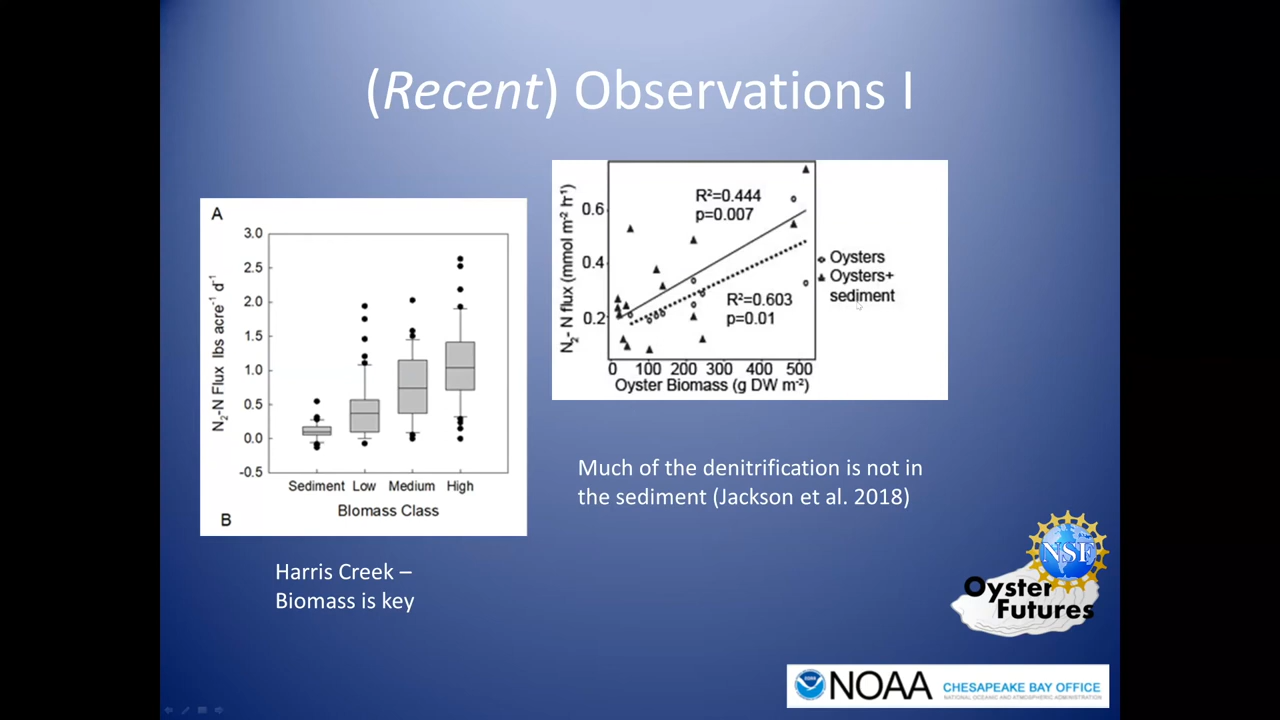 (Recent) Observations I
A
N2-N Flux lbs acre-1 d-1
3.0
2.5
2.0
1.5
1.0
0.5
0.0
-0.5
Sediment Low Medium High
BIomass Class
B
Harris Creek –
Biomass is key
N2- N flux (mmol m-2 h-1)
0.6
0.4
0.2
R²=0.444
p=0.007
R²=0.603
p=0.01
0 100 200 300 400 500
Oyster Biomass (g DW m-2)
Oysters
Oysters+
sediment
Much of the denitrification is not in
the sediment (Jackson et al. 2018)
NSF
Oyster
Futures
NOAA CHESAPEAKE BAY OFFICE
NATIONAL OCEANIC AND ATMOSPHERIC ADMINISTRATION